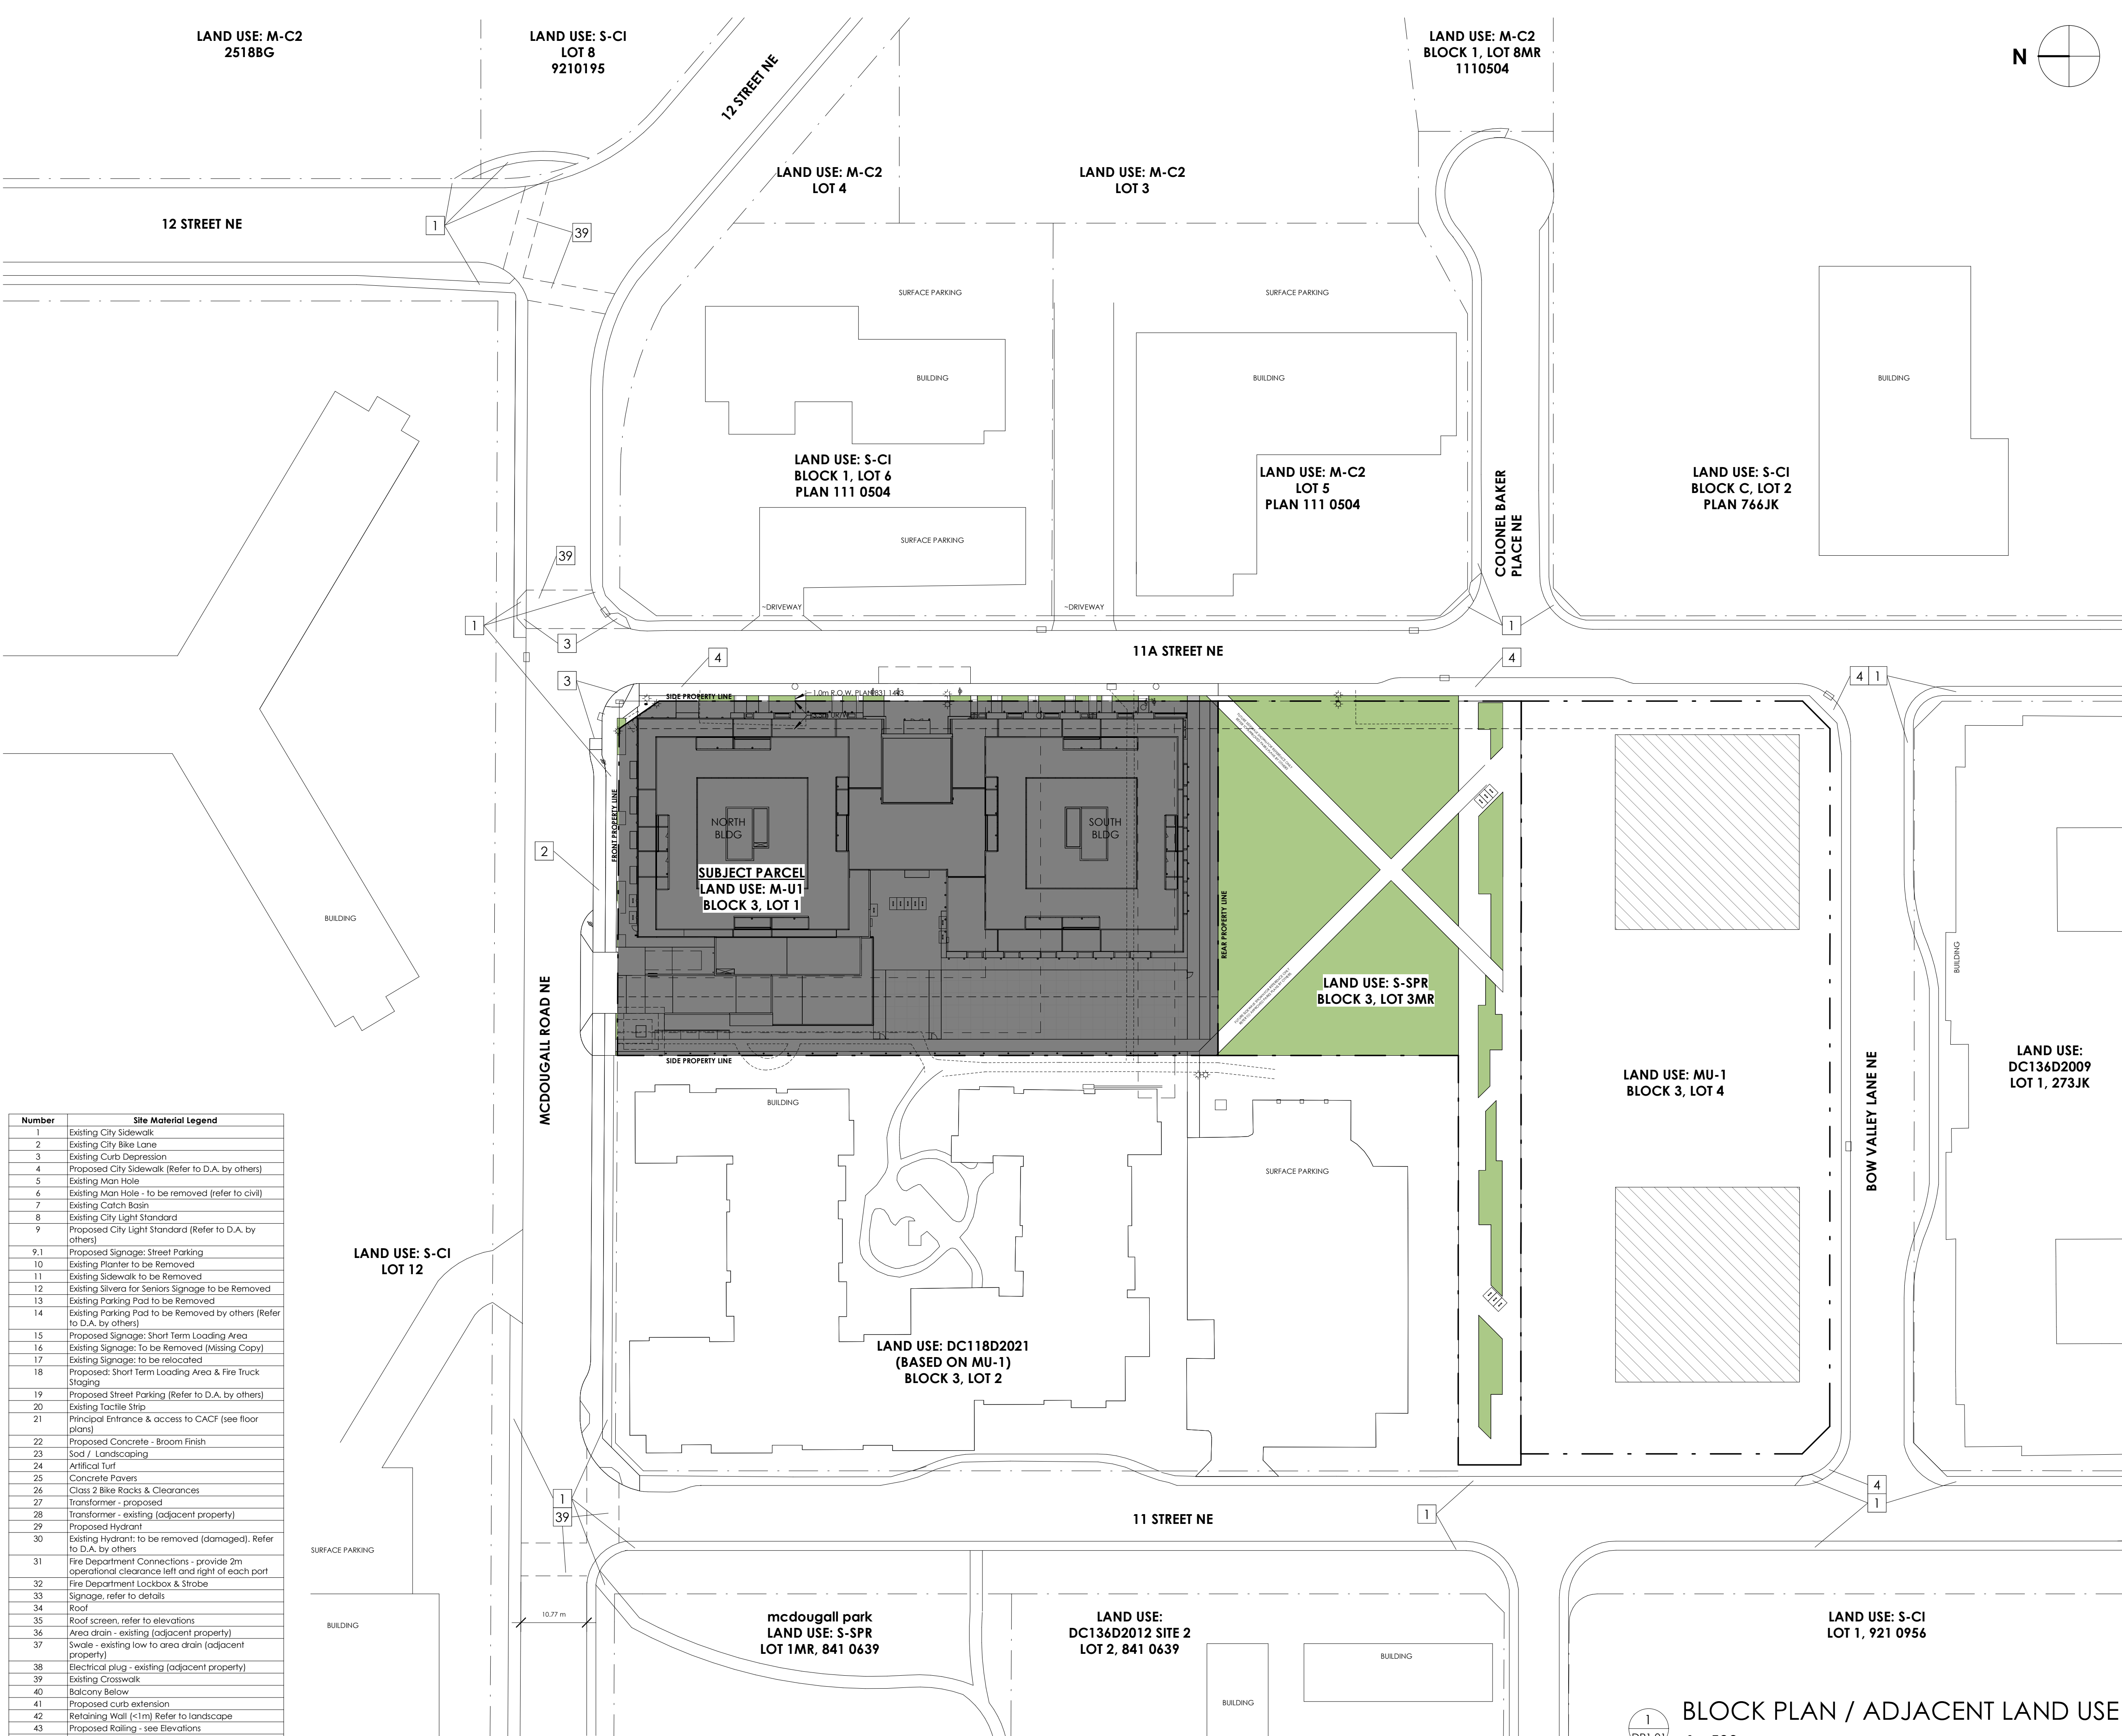 LAND USE: M-C2
2518BG
LAND USE: S-CI
LOT 8
9210195
12 STREET NE
LAND USE: M-C2
BLOCK 1, LOT 8MR
1110504
N
12 STREET NE
1
39
LAND USE: M-C2
LOT 4
LAND USE: M-C2
LOT 3
SURFACE PARKING
SURFACE PARKING
BUILDING
BUILDING
BUILDING
LAND USE: S-CI
BLOCK 1, LOT 6
PLAN 111 0504
LAND USE: M-C2
LOT 5
PLAN 111 0504
COLONEL BAKER
PLACE NE
LAND USE: S-CI
BLOCK C, LOT 2
PLAN 766JK
SURFACE PARKING
39
~DRIVEWAY
~DRIVEWAY
1
3
1
11A STREET NE
4
4
3
4 1
SIDE PROPERTY LINE
1.0m R.O.W. PLAN 831 1493
FRONT PROPERTY LINE
NORTH
BLDG
SOUTH
BLDG
2
SUBJECT PARCEL
LAND USE: M-U1
BLOCK 3, LOT 1
REAR PROPERTY LINE
BUILDING
BUILDING
LAND USE: S-SPR
BLOCK 3, LOT 3MR
MCDOUGALL ROAD NE
SIDE PROPERTY LINE
BUILDING
LAND USE: MU-1
BLOCK 3, LOT 4
BOW VALLEY LANE NE
LAND USE:
DC136D2009
LOT 1, 273JK
SURFACE PARKING
LAND USE: S-CI
LOT 12
LAND USE: DC118D2021
(BASED ON MU-1)
BLOCK 3, LOT 2
1
39
11 STREET NE
1
4
1
SURFACE PARKING
BUILDING
10.77 m
mcdougall park
LAND USE: S-SPR
LOT 1MR, 841 0639
LAND USE:
DC136D2012 SITE 2
LOT 2, 841 0639
BUILDING
BUILDING
LAND USE: S-CI
LOT 1, 921 0956
1
BLOCK PLAN / ADJACENT LAND USE
Number Site Material Legend
1 Existing City Sidewalk
2 Existing City Bike Lane
3 Existing Curb Depression
4 Proposed City Sidewalk (Refer to D.A. by others)
5 Existing Man Hole
6 Existing Man Hole - to be removed (refer to civil)
7 Existing Catch Basin
8 Existing City Light Standard
9 Proposed City Light Standard (Refer to D.A. by
others)
9.1 Proposed Signage: Street Parking
10 Existing Planter to be Removed
11 Existing Sidewalk to be Removed
12 Existing Silvera for Seniors Signage to be Removed
13 Existing Parking Pad to be Removed
14 Existing Parking Pad to be Removed by others (Refer
to D.A. by others)
15 Proposed Signage: Short Term Loading Area
16 Existing Signage: To be Removed (Missing Copy)
17 Existing Signage: to be relocated
18 Proposed: Short Term Loading Area & Fire Truck
Staging
19 Proposed Street Parking (Refer to D.A. by others)
20 Existing Tactile Strip
21 Principal Entrance & access to CACF (see floor
plans)
22 Proposed Concrete - Broom Finish
23 Sod / Landscaping
24 Artifical Turf
25 Concrete Pavers
26 Class 2 Bike Racks & Clearances
27 Transformer - proposed
28 Transformer - existing (adjacent property)
29 Proposed Hydrant
30 Existing Hydrant: to be removed (damaged). Refer
to D.A. by others
31 Fire Department Connections - provide 2m
operational clearance left and right of each port
32 Fire Department Lockbox & Strobe
33 Signage, refer to details
34 Roof
35 Roof screen, refer to elevations
36 Area drain - existing (adjacent property)
37 Swale - existing low to area drain (adjacent
property)
38 Electrical plug - existing (adjacent property)
39 Existing Crosswalk
40 Balcony Below
41 Proposed curb extension
42 Retaining Wall (<1m) Refer to landscape
43 Proposed Railing - see Elevations